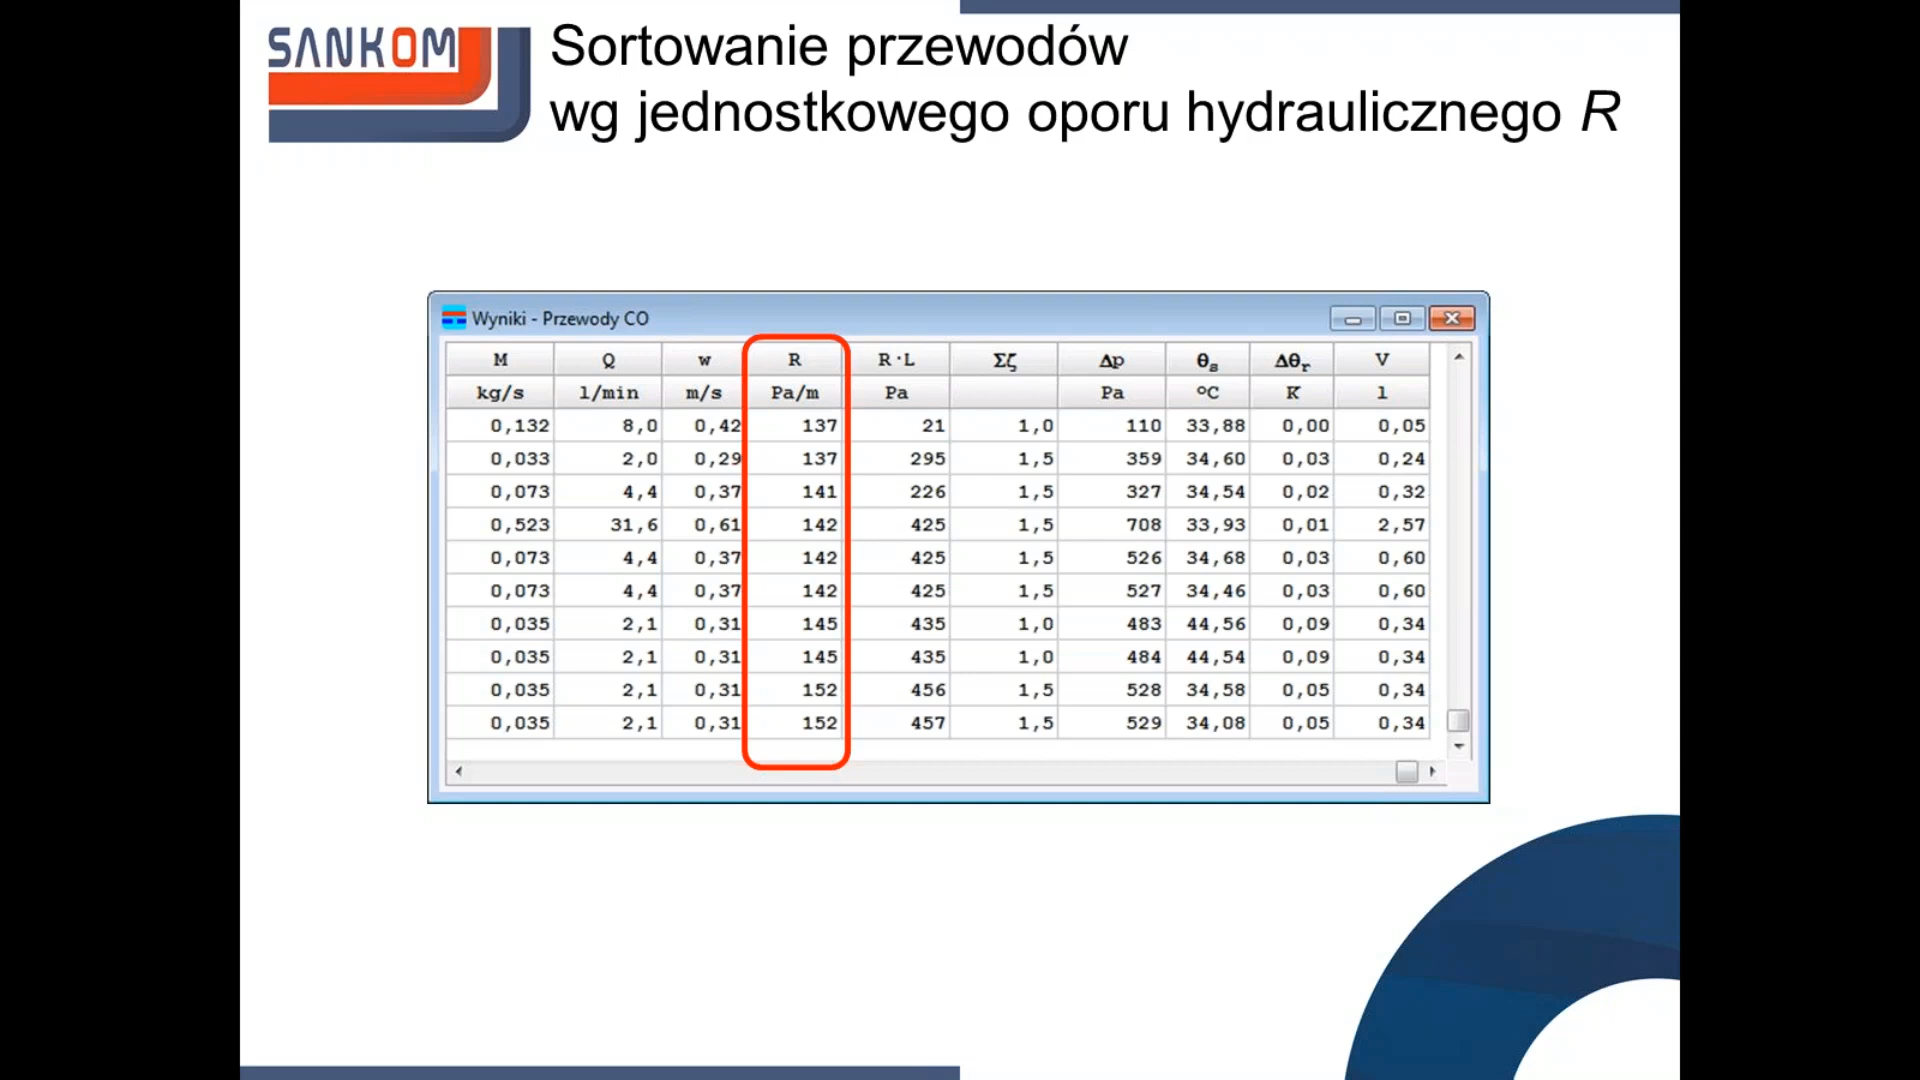 SANKOM
Sortowanie przewodów
wg jednostkowego oporu hydraulicznego R
Wyniki - Przewody CO
M Q w R R·L Σζ Δp θs Δθr V
kg/s l/min m/s Pa/m Pa Pa ºC K l
0,132 8,0 0,42 137 21 1,0 110 33,88 0,00 0,05
0,033 2,0 0,29 137 295 1,5 359 34,60 0,03 0,24
0,073 4,4 0,37 141 226 1,5 327 34,54 0,02 0,32
0,523 31,6 0,61 142 425 1,5 708 33,93 0,01 2,57
0,073 4,4 0,37 142 425 1,5 526 34,68 0,03 0,60
0,073 4,4 0,37 142 425 1,5 527 34,46 0,03 0,60
0,035 2,1 0,31 145 435 1,0 483 44,56 0,09 0,34
0,035 2,1 0,31 145 435 1,0 484 44,54 0,09 0,34
0,035 2,1 0,31 152 456 1,5 528 34,58 0,05 0,34
0,035 2,1 0,31 152 457 1,5 529 34,08 0,05 0,34